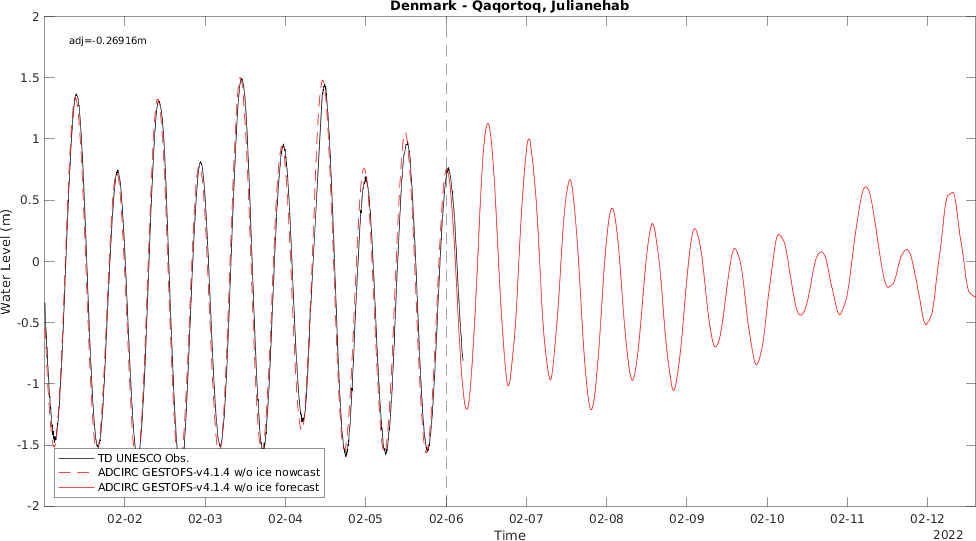 Denmark - Qaqortoq, Julianehab
adj=-0.26916m
2
1.5
1
0.5
0
-0.5
-1
-1.5
-2
Water Level (m)
TD UNESCO Obs.
ADCIRC GESTOFS-v4.1.4 w/o ice nowcast
ADCIRC GESTOFS-v4.1.4 w/o ice forecast
02-02 02-03 02-04 02-05 02-06 02-07 02-08 02-09 02-10 02-11 02-12
Time
2022